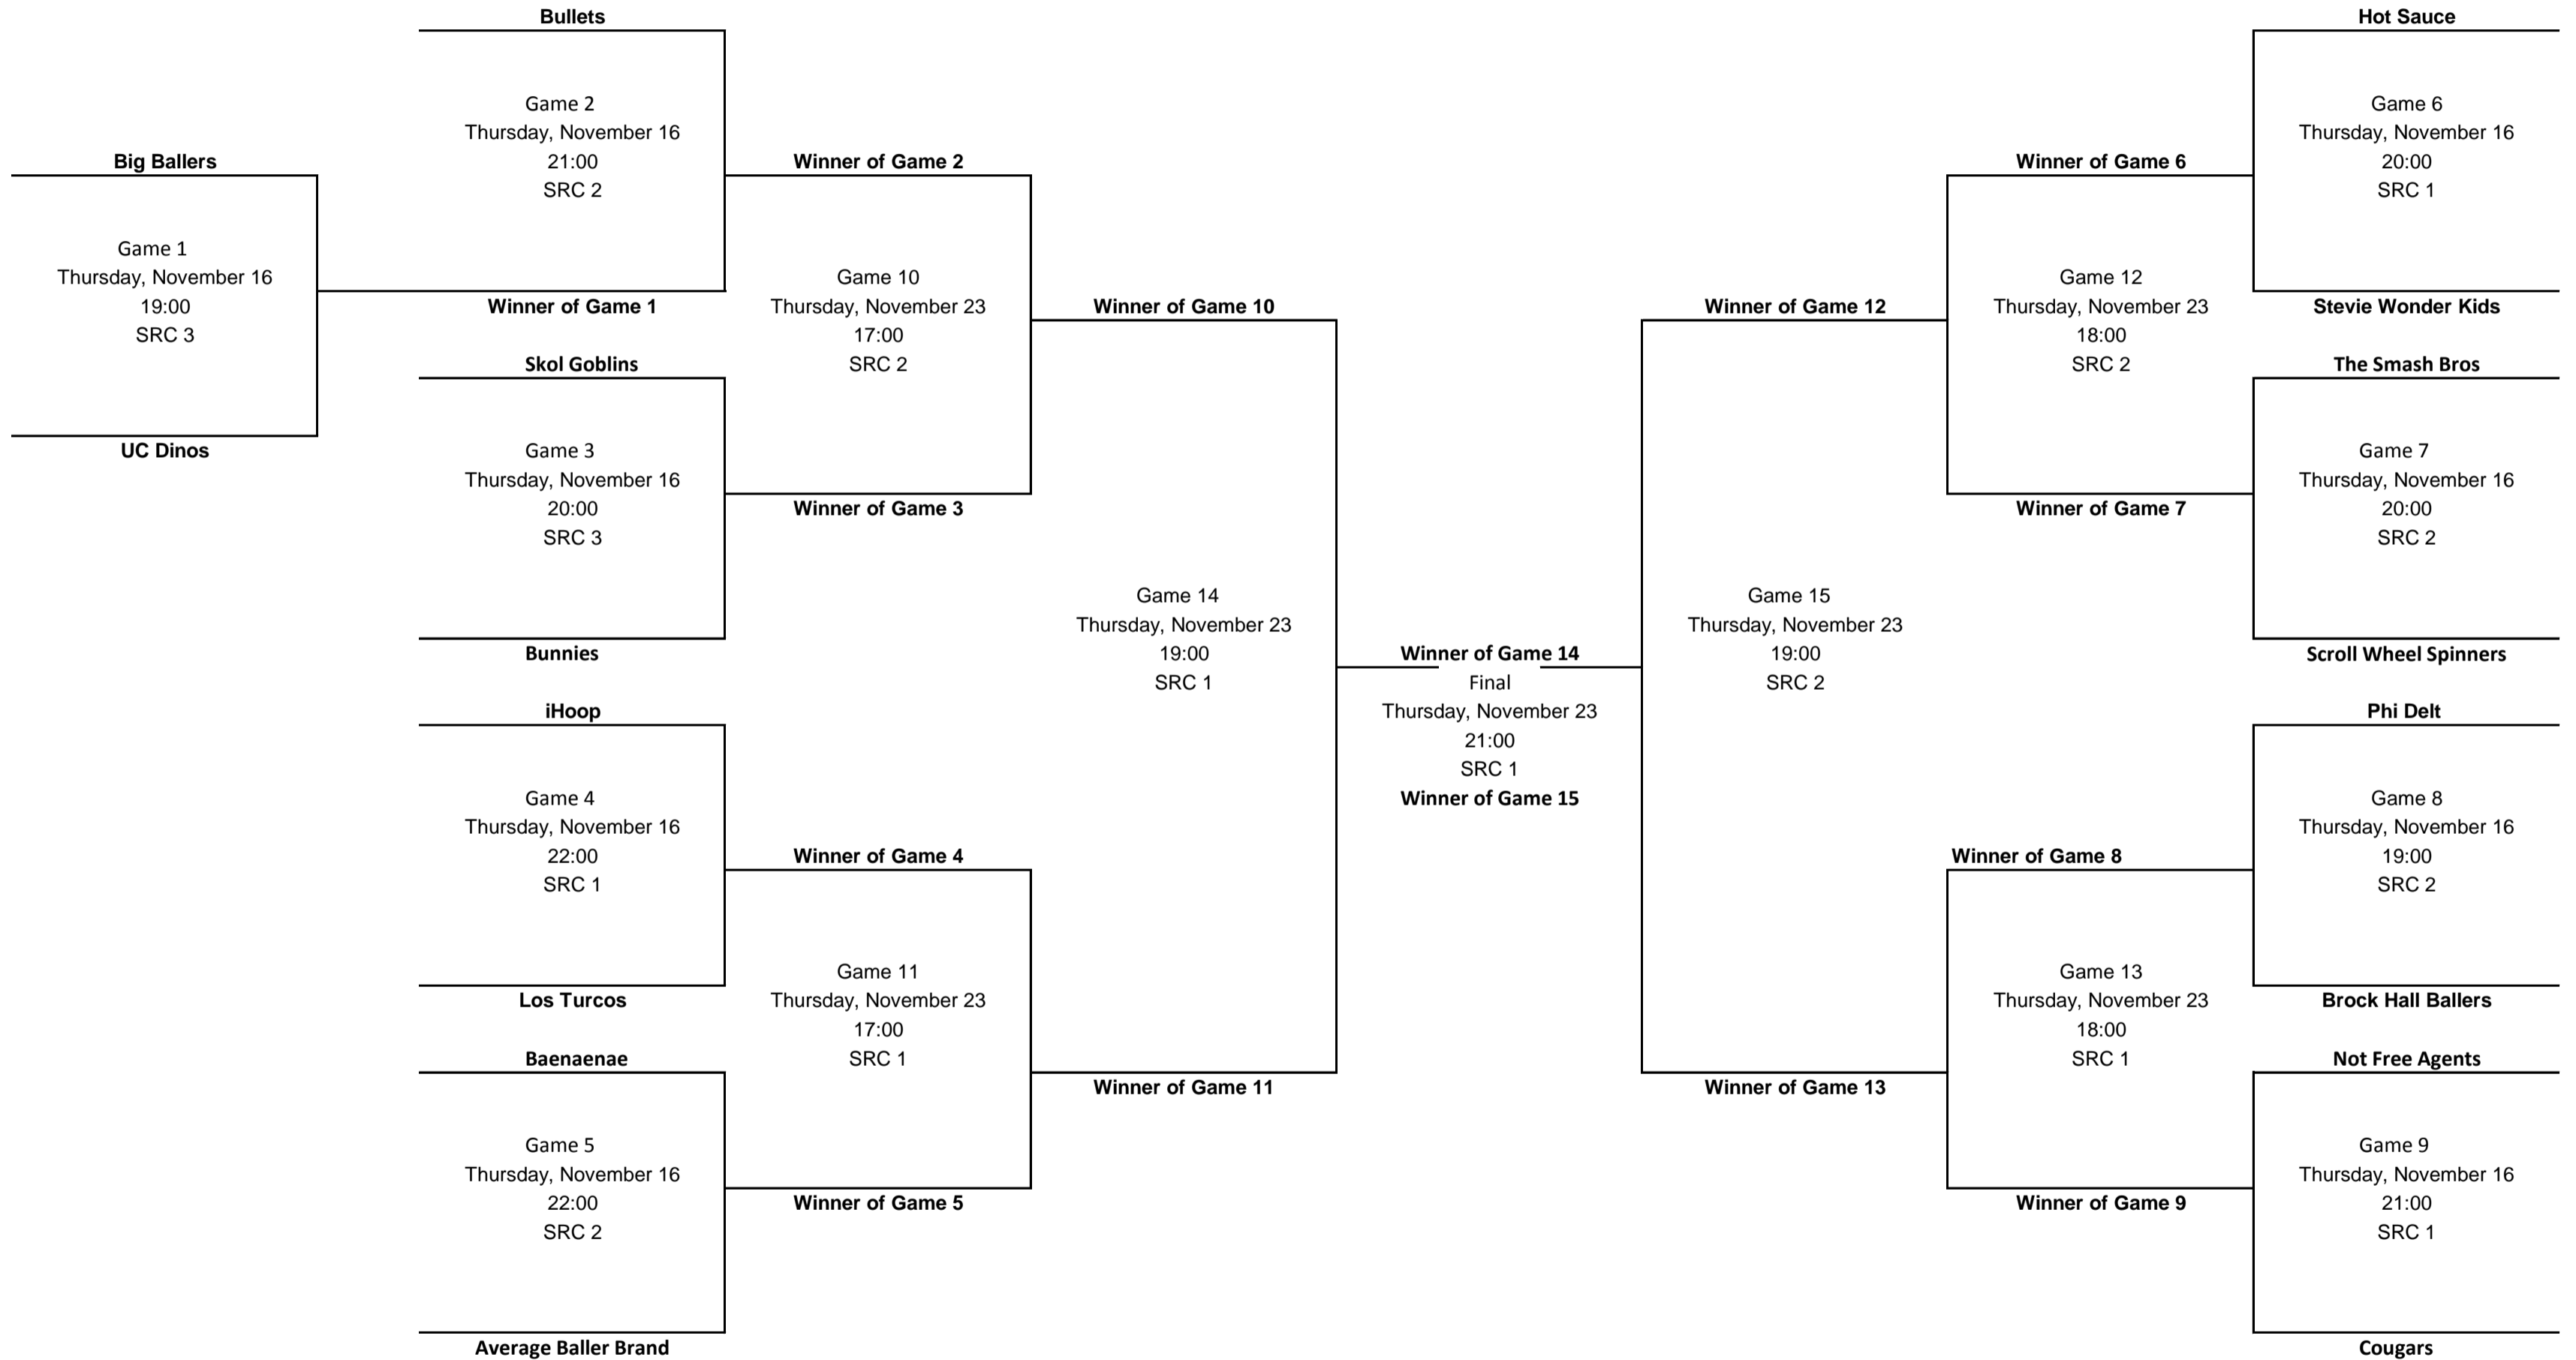 Bullets
Game 2
Thursday, November 16
21:00
SRC 2
Big Ballers
Game 1
Thursday, November 16
19:00
SRC 3
UC Dinos
Winner of Game 1
Skol Goblins
Game 3
Thursday, November 16
20:00
SRC 3
Bunnies
iHoop
Game 4
Thursday, November 16
22:00
SRC 1
Los Turcos
Baenaenae
Game 5
Thursday, November 16
22:00
SRC 2
Average Baller Brand
Winner of Game 2
Game 10
Thursday, November 23
17:00
SRC 2
Winner of Game 3
Winner of Game 4
Game 11
Thursday, November 23
17:00
SRC 1
Winner of Game 5
Winner of Game 10
Game 14
Thursday, November 23
19:00
SRC 1
Winner of Game 11
Winner of Game 14
Final
Thursday, November 23
21:00
SRC 1
Winner of Game 15
Winner of Game 12
Game 15
Thursday, November 23
19:00
SRC 2
Winner of Game 13
Winner of Game 6
Game 12
Thursday, November 23
18:00
SRC 2
Winner of Game 7
Winner of Game 8
Game 13
Thursday, November 23
18:00
SRC 1
Winner of Game 9
Hot Sauce
Game 6
Thursday, November 16
20:00
SRC 1
Stevie Wonder Kids
The Smash Bros
Game 7
Thursday, November 16
20:00
SRC 2
Scroll Wheel Spinners
Phi Delt
Game 8
Thursday, November 16
19:00
SRC 2
Brock Hall Ballers
Not Free Agents
Game 9
Thursday, November 16
21:00
SRC 1
Cougars